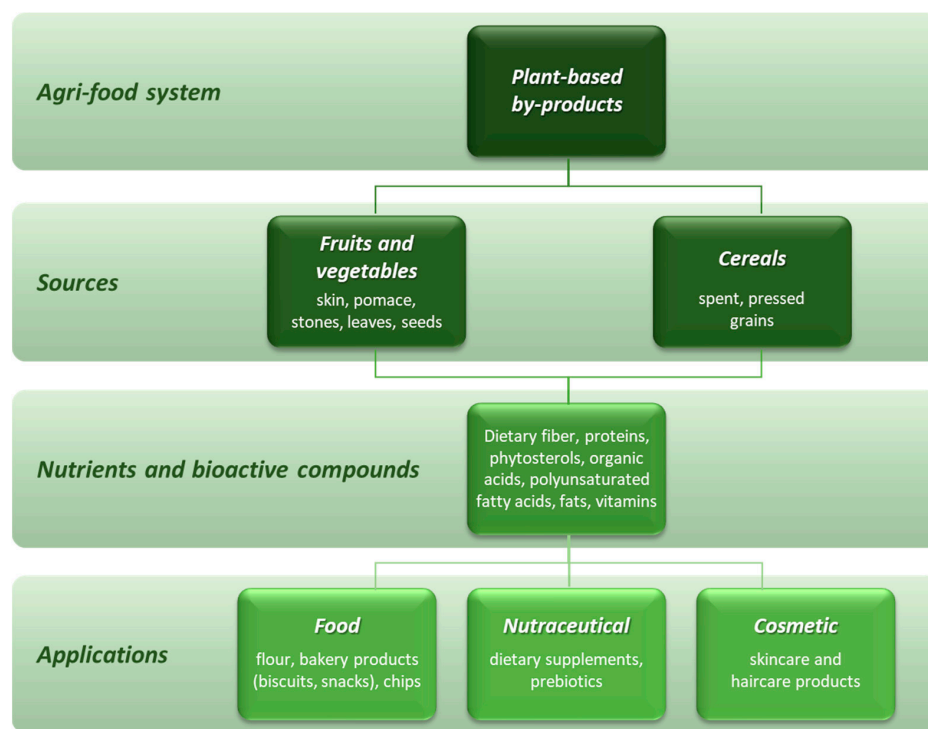 Agri-food system
Plant-based
by-products
Sources
Fruits and
vegetables
skin, pomace,
stones, leaves, seeds
Cereals
spent, pressed
grains
Nutrients and bioactive compounds
Dietary fiber, proteins,
phytosterols, organic
acids, polyunsaturated
fatty acids, fats, vitamins
Applications
Food
flour, bakery products
(biscuits, snacks), chips
Nutraceutical
dietary supplements,
prebiotics
Cosmetic
skincare and
haircare products